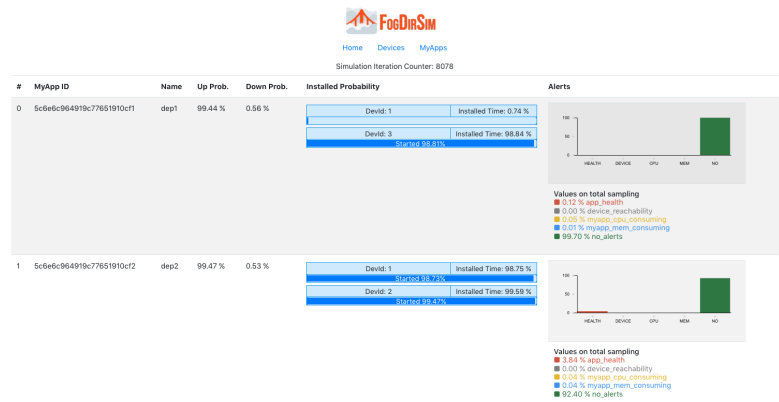 FogDirSim
Home Devices MyApps
Simulation Iteration Counter: 8078
# MyApp ID Name Up Prob. Down Prob. Installed Probability Alerts
0 5c6e6c964919c77651910cf1 dep1 99.44 % 0.56 %
DevId: 1 Installed Time: 0.74 %
DevId: 3 Installed Time: 98.84 %
Started 98.81%
100
50
0
HEALTH DEVICE CPU MEM NO
Values on total sampling
0.12 % app_health
0.00 % device_reachability
0.05 % myapp_cpu_consuming
0.01 % myapp_mem_consuming
99.70 % no_alerts
1 5c6e6c964919c77651910cf2 dep2 99.47 % 0.53 %
DevId: 1 Installed Time: 98.75 %
Started 98.73%
DevId: 2 Installed Time: 99.59 %
Started 99.47%
100
50
0
HEALTH DEVICE CPU MEM NO
Values on total sampling
3.84 % app_health
0.00 % device_reachability
0.04 % myapp_cpu_consuming
0.04 % myapp_mem_consuming
92.40 % no_alerts